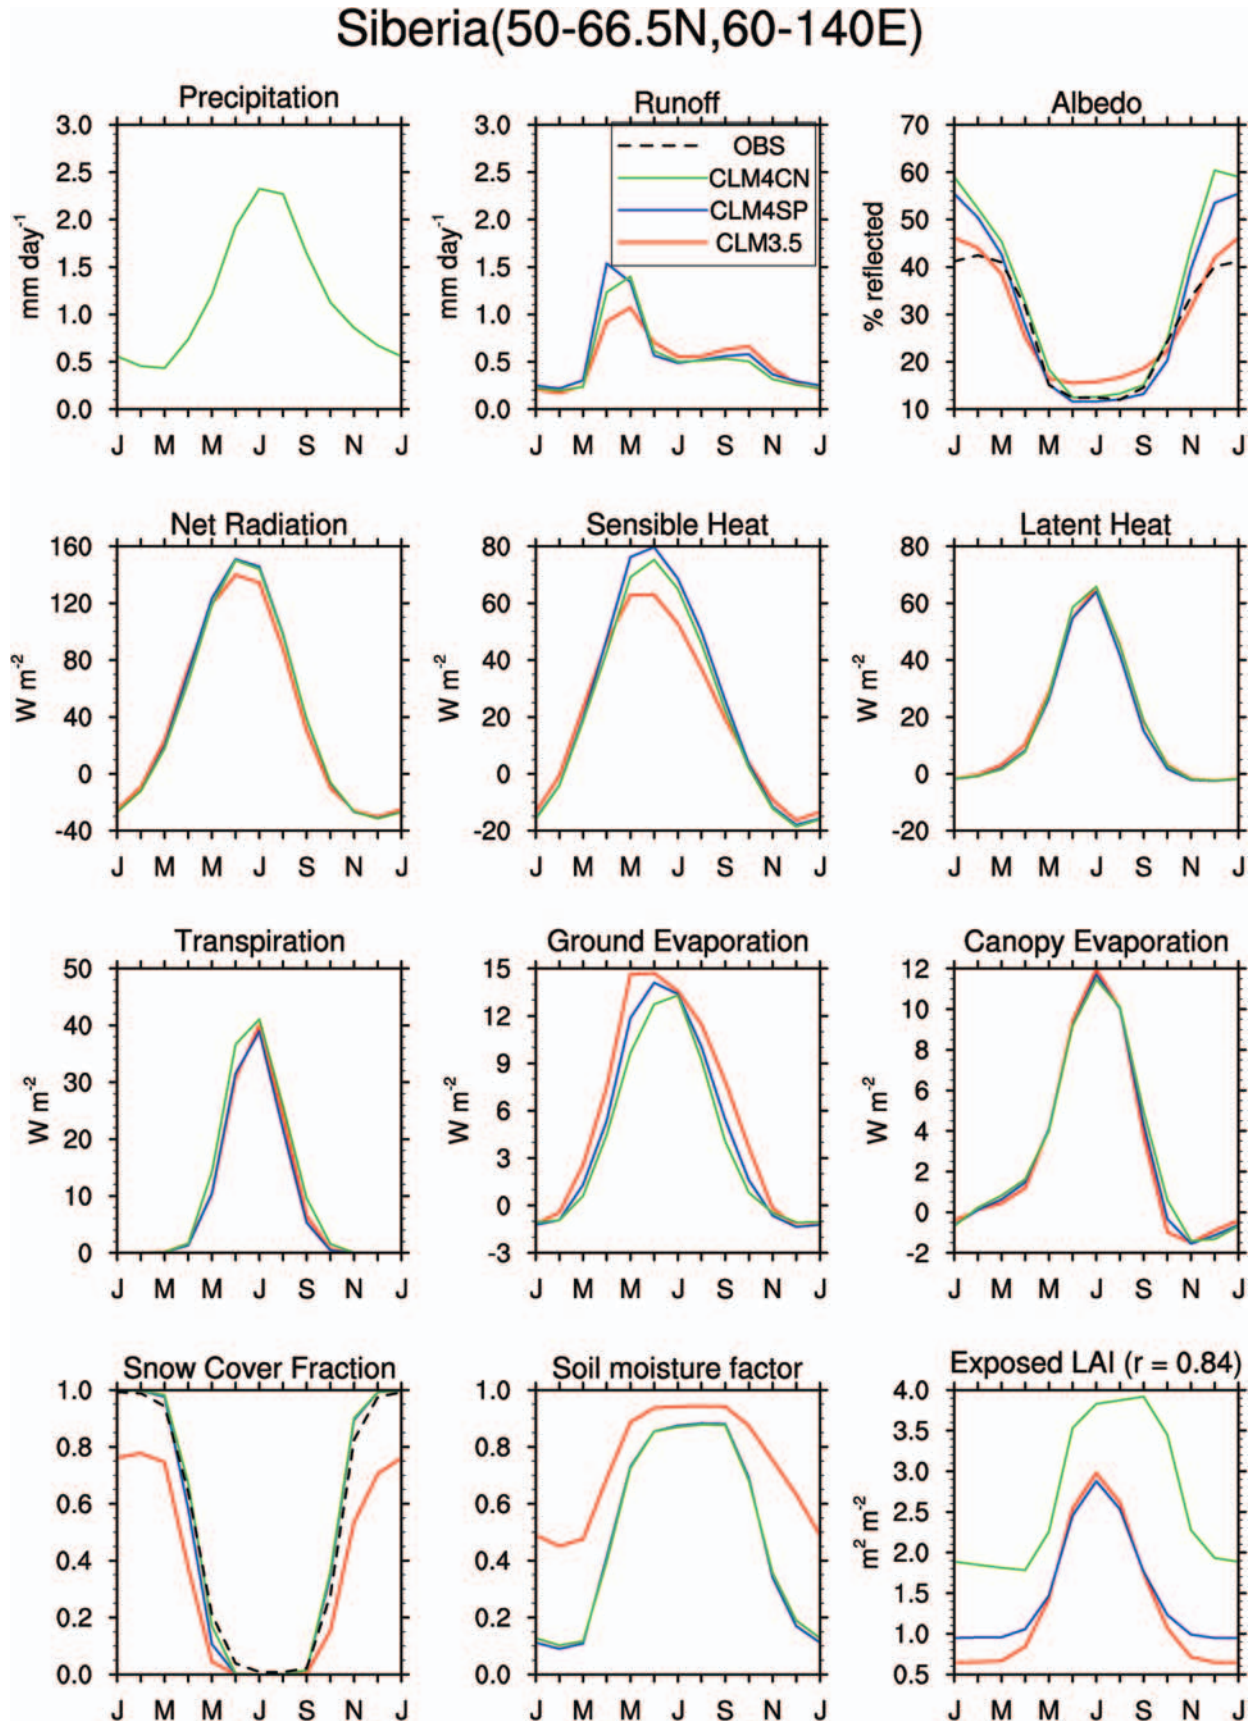 Siberia(50-66.5N,60-140E)
Precipitation
Runoff
Albedo
3.0
2.5
2.0
1.5
1.0
0.5
0.0
mm day-1
J M M J S N J
3.0
2.5
2.0
1.5
1.0
0.5
0.0
mm day-1
OBS
CLM4CN
CLM4SP
CLM3.5
J M M J S N J
70
60
50
40
30
20
10
% reflected
J M M J S N J
Net Radiation
Sensible Heat
Latent Heat
160
120
80
40
0
-40
W m-2
J M M J S N J
80
60
40
20
0
-20
W m-2
J M M J S N J
80
60
40
20
0
-20
W m-2
J M M J S N J
Transpiration
Ground Evaporation
Canopy Evaporation
50
40
30
20
10
0
W m-2
J M M J S N J
15
12
9
6
3
0
-3
W m-2
J M M J S N J
12
10
8
6
4
2
0
-2
W m-2
J M M J S N J
Snow Cover Fraction
Soil moisture factor
Exposed LAI (r = 0.84)
1.0
0.8
0.6
0.4
0.2
0.0
J M M J S N J
1.0
0.8
0.6
0.4
0.2
0.0
J M M J S N J
4.0
3.5
3.0
2.5
2.0
1.5
1.0
0.5
m2 m-2
J M M J S N J